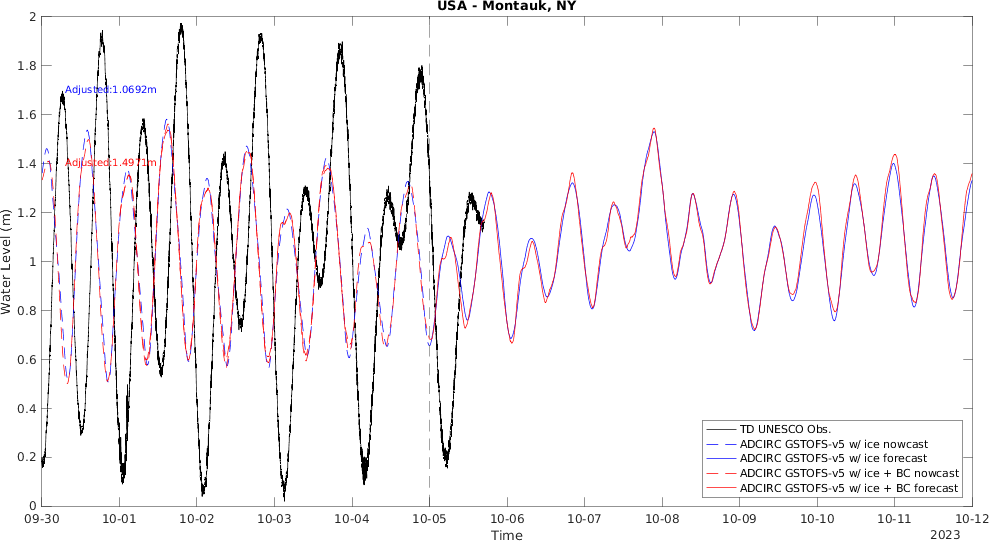 USA - Montauk, NY
2
1.8
1.6
1.4
1.2
1
0.8
0.6
0.4
0.2
0
Water Level (m)
Adjusted:1.0692m
Adjusted:1.4971m
TD UNESCO Obs.
ADCIRC GSTOFS-v5 w/ ice nowcast
ADCIRC GSTOFS-v5 w/ ice forecast
ADCIRC GSTOFS-v5 w/ ice + BC nowcast
ADCIRC GSTOFS-v5 w/ ice + BC forecast
09-30 10-01 10-02 10-03 10-04 10-05 10-06 10-07 10-08 10-09 10-10 10-11 10-12
Time
2023